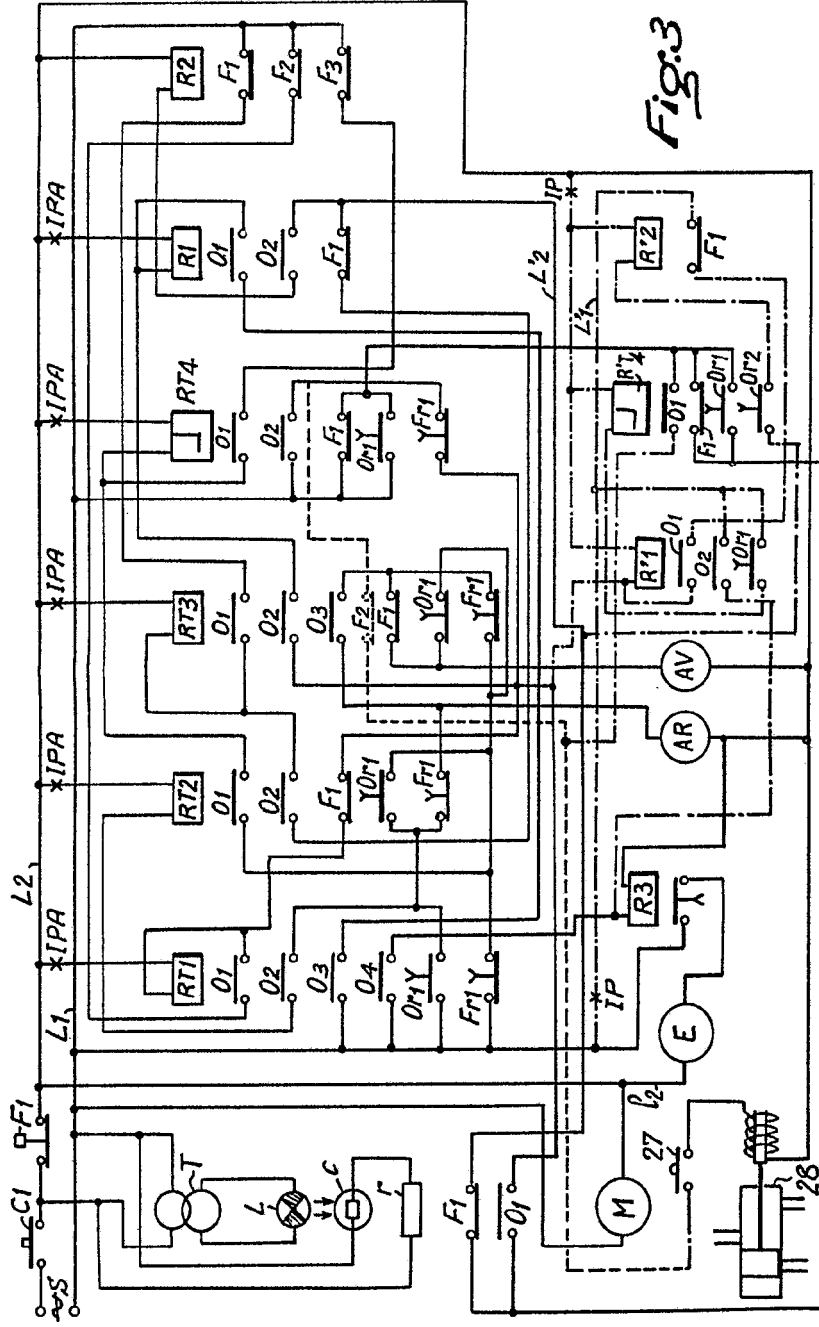 Fig.3
L2
L1
IPA
IPA
IPA
IPA
IPA
RT1
RT2
RT3
RT4
R1
R2
O1
O2
O3
O4
Or1
Fr1
O1
O2
F1
Or1
Fr1
O1
O2
O3
F2
F1
Or1
Fr1
O1
O2
F1
Or1
Fr1
O1
O2
F1
F1
F2
F3
F1
C1
S
T
L
c
r
F1
O1
M
l2
27
28
E
R3
AR
AV
IP
IP
L'1
L'2
R'1
O1
O2
Or1
R'T4
O1
F1
Or1
Or2
R'2
F1